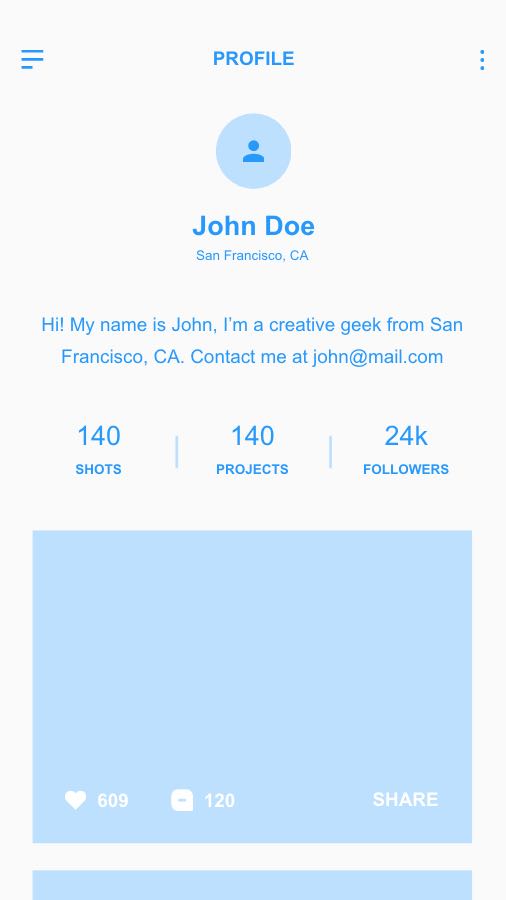 PROFILE
John Doe
San Francisco, CA
Hi! My name is John, I'm a creative geek from San
Francisco, CA. Contact me at john@mail.com
140 140 24k
SHOTS PROJECTS FOLLOWERS
609 120 SHARE